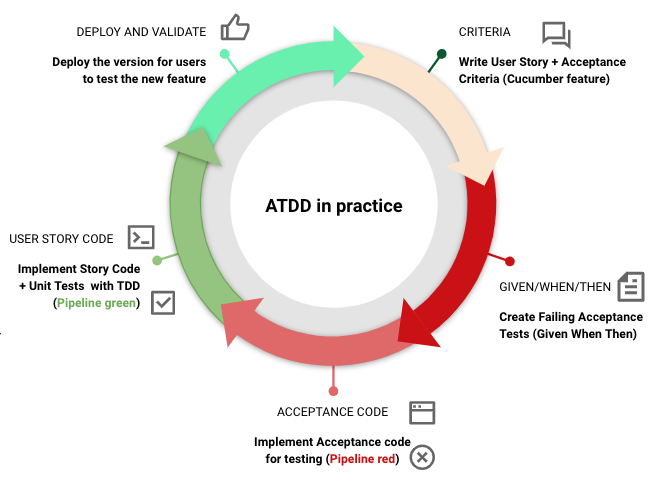 DEPLOY AND VALIDATE
Deploy the version for users
to test the new feature
CRITERIA
Write User Story + Acceptance
Criteria (Cucumber feature)
ATDD in practice
USER STORY CODE
Implement Story Code
+ Unit Tests with TDD
(Pipeline green)
GIVEN/WHEN/THEN
Create Failing Acceptance
Tests (Given When Then)
ACCEPTANCE CODE
Implement Acceptance code
for testing (Pipeline red)